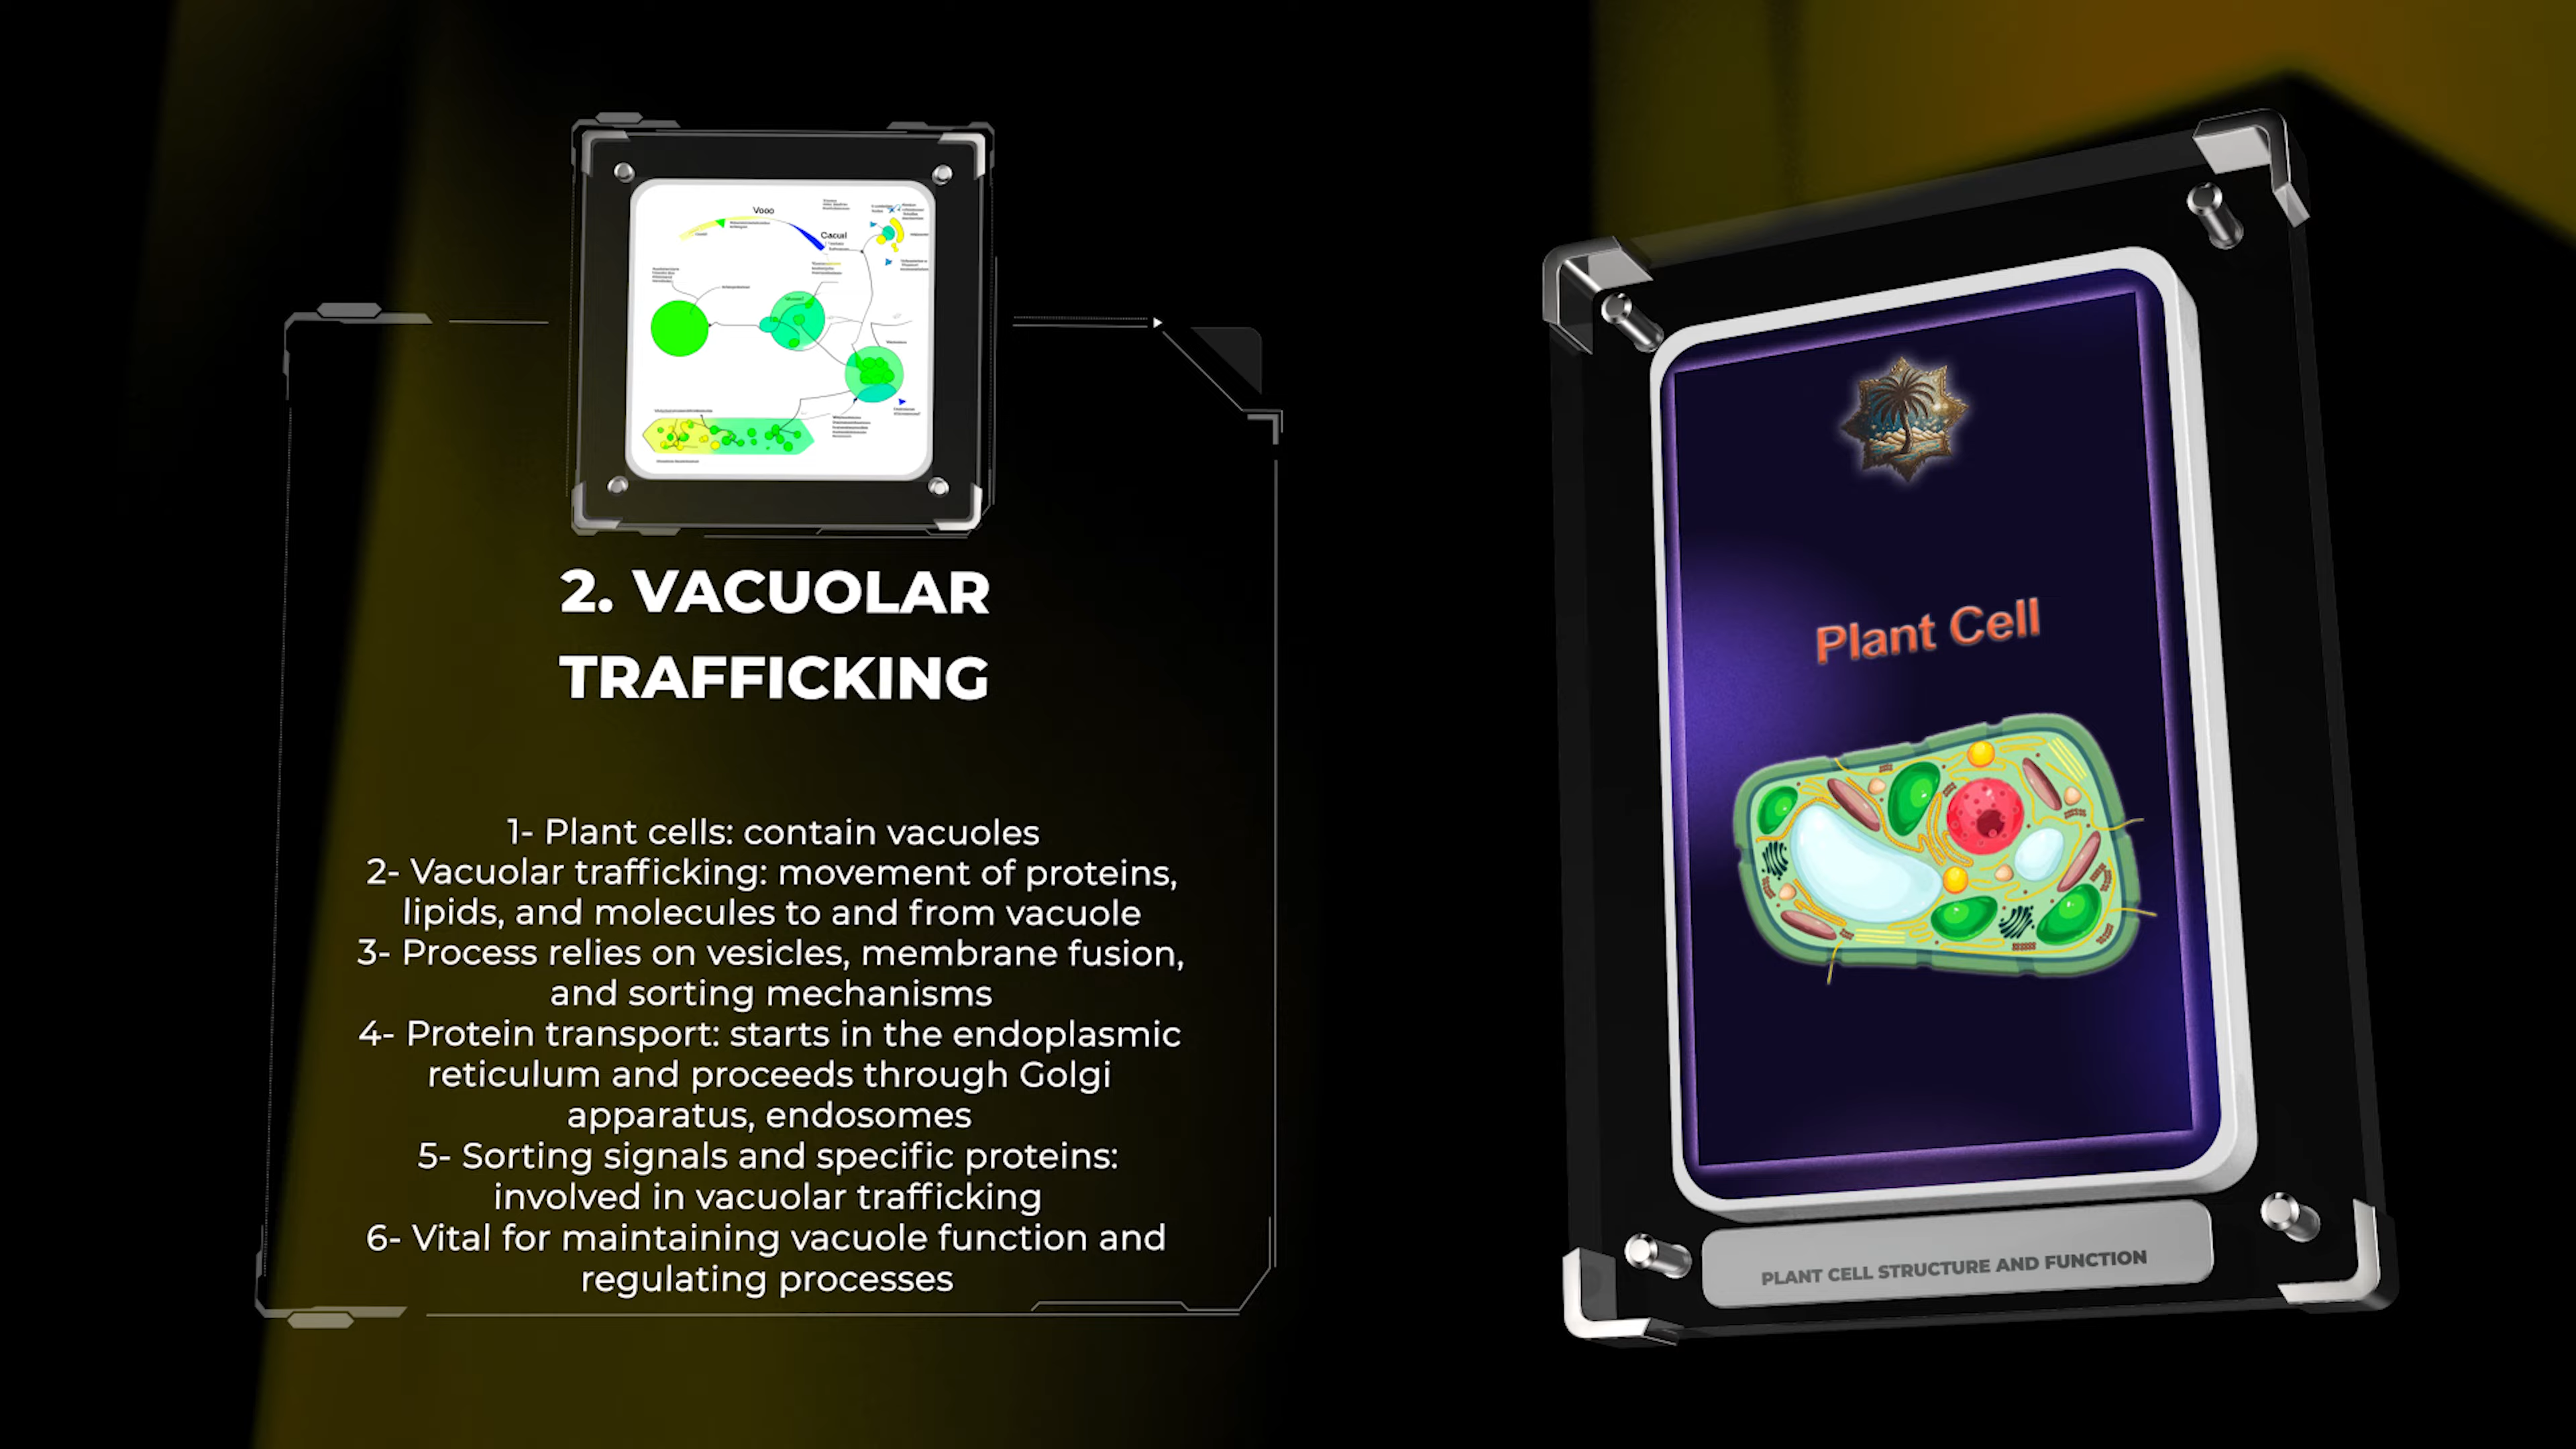 Vooo
Cacual
2. VACUOLAR
TRAFFICKING
1- Plant cells: contain vacuoles
2- Vacuolar trafficking: movement of proteins,
lipids, and molecules to and from vacuole
3- Process relies on vesicles, membrane fusion,
and sorting mechanisms
4- Protein transport: starts in the endoplasmic
reticulum and proceeds through Golgi
apparatus, endosomes
5- Sorting signals and specific proteins:
involved in vacuolar trafficking
6- Vital for maintaining vacuole function and
regulating processes
Plant Cell
PLANT CELL STRUCTURE AND FUNCTION